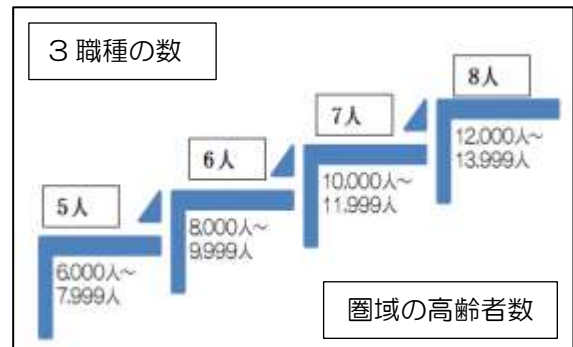 3職種の数
8人
12,000人~
13,999人
7人
10,000人~
11,999人
6人
8,000人~
9,999人
5人
6,000人~
7,999人
圏域の高齢者数